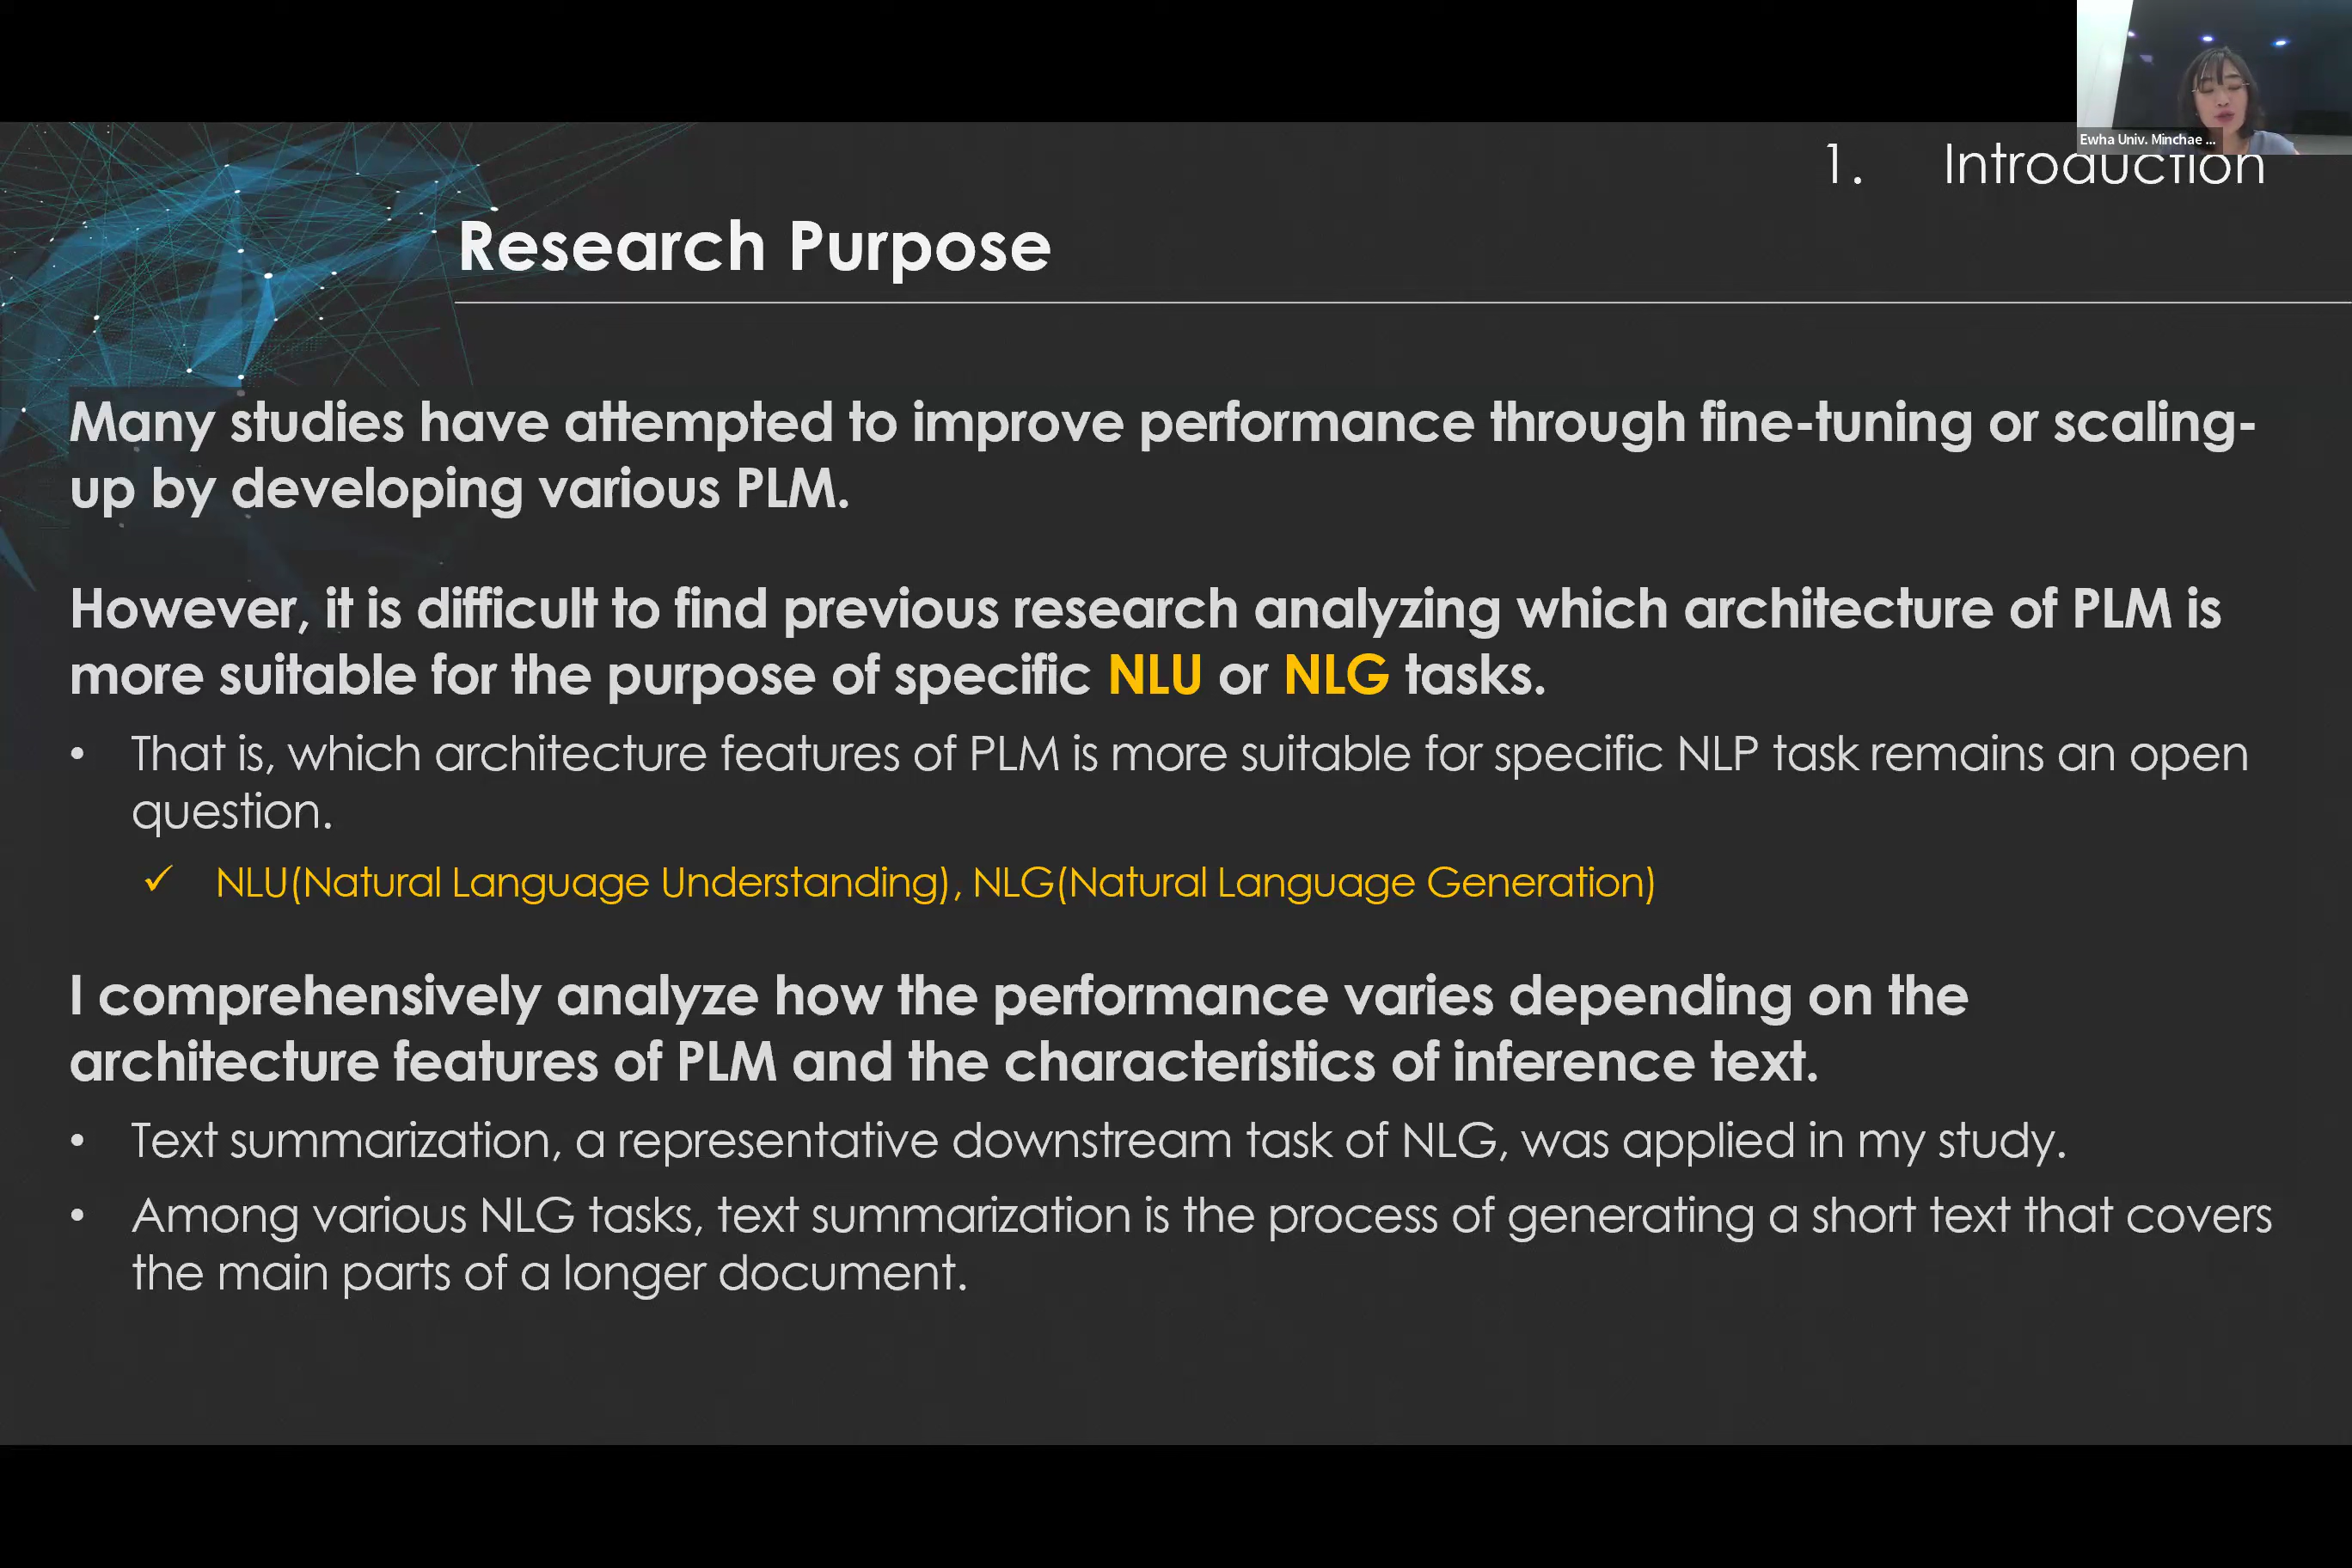 Ewha Univ. Minchae ...
1. Introduction
Research Purpose
Many studies have attempted to improve performance through fine-tuning or scaling-
up by developing various PLM.
However, it is difficult to find previous research analyzing which architecture of PLM is
more suitable for the purpose of specific NLU or NLG tasks.
• That is, which architecture features of PLM is more suitable for specific NLP task remains an open
question.
✓ NLU(Natural Language Understanding), NLG(Natural Language Generation)
I comprehensively analyze how the performance varies depending on the
architecture features of PLM and the characteristics of inference text.
• Text summarization, a representative downstream task of NLG, was applied in my study.
• Among various NLG tasks, text summarization is the process of generating a short text that covers
the main parts of a longer document.